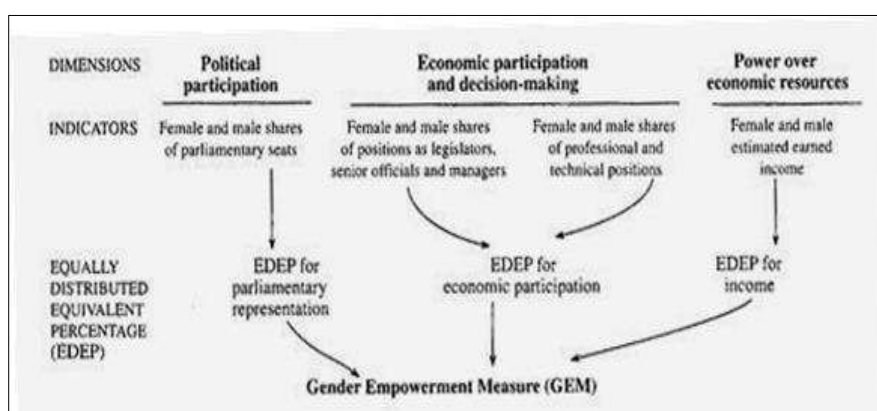 DIMENSIONS
Political
participation
Economic participation
and decision-making
Power over
economic resources
INDICATORS
Female and male shares
of parliamentary seats
Female and male shares
of positions as legislators,
senior officials and managers
Female and male shares
of professional and
technical positions
Female and male
estimated earned
income
EQUALLY
DISTRIBUTED
EQUIVALENT
PERCENTAGE
(EDEP)
EDEP for
parliamentary
representation
EDEP for
economic participation
EDEP for
income
Gender Empowerment Measure (GEM)